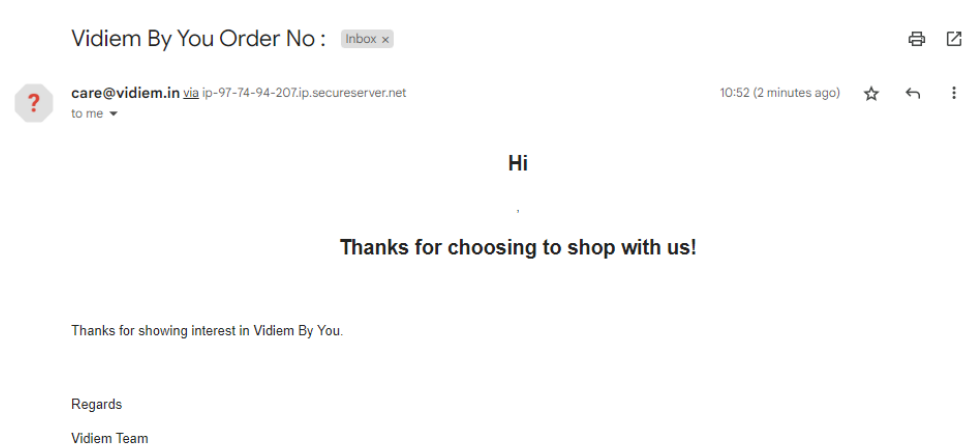 Vidiem By You Order No : Inbox ×
care@vidiem.in via ip-97-74-94-207.ip.secureserver.net 10:52 (2 minutes ago)
?
to me
Hi
,
Thanks for choosing to shop with us!
Thanks for showing interest in Vidiem By You.
Regards
Vidiem Team